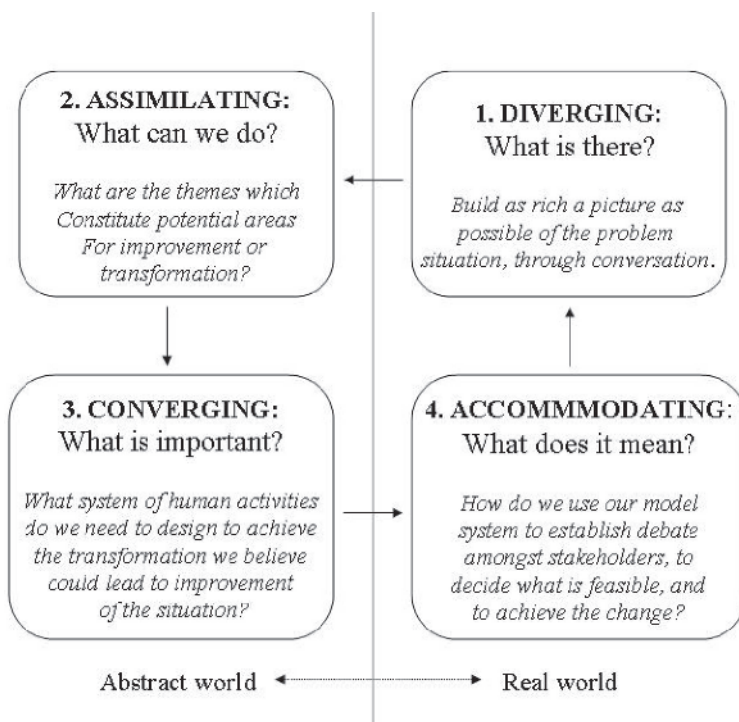 1. DIVERGING:
What is there?
Build as rich a picture as
possible of the problem
situation, through conversation.
2. ASSIMILATING:
What can we do?
What are the themes which
Constitute potential areas
For improvement or
transformation?
3. CONVERGING:
What is important?
What system of human activities
do we need to design to achieve
the transformation we believe
could lead to improvement
of the situation?
4. ACCOMMMODATING:
What does it mean?
How do we use our model
system to establish debate
amongst stakeholders, to
decide what is feasible, and
to achieve the change?
Abstract world
Real world